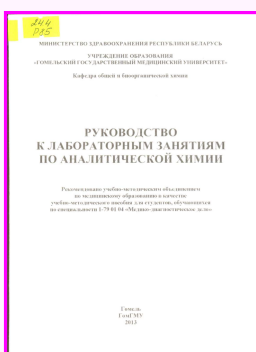 244
Р85
МИНИСТЕРСТВО ЗДРАВООХРАНЕНИЯ РЕСПУБЛИКИ БЕЛАРУСЬ
УЧРЕЖДЕНИЕ ОБРАЗОВАНИЯ
«ГОМЕЛЬСКИЙ ГОСУДАРСТВЕННЫЙ МЕДИЦИНСКИЙ УНИВЕРСИТЕТ»
Кафедра общей и биоорганической химии
РУКОВОДСТВО
К ЛАБОРАТОРНЫМ ЗАНЯТИЯМ
ПО АНАЛИТИЧЕСКОЙ ХИМИИ
Рекомендовано учебно-методическим объединением
по медицинскому образованию в качестве
учебно-методического пособия для студентов, обучающихся
по специальности 1-79 01 04 «Медико-диагностическое дело»
Гомель
ГомГМУ
2013